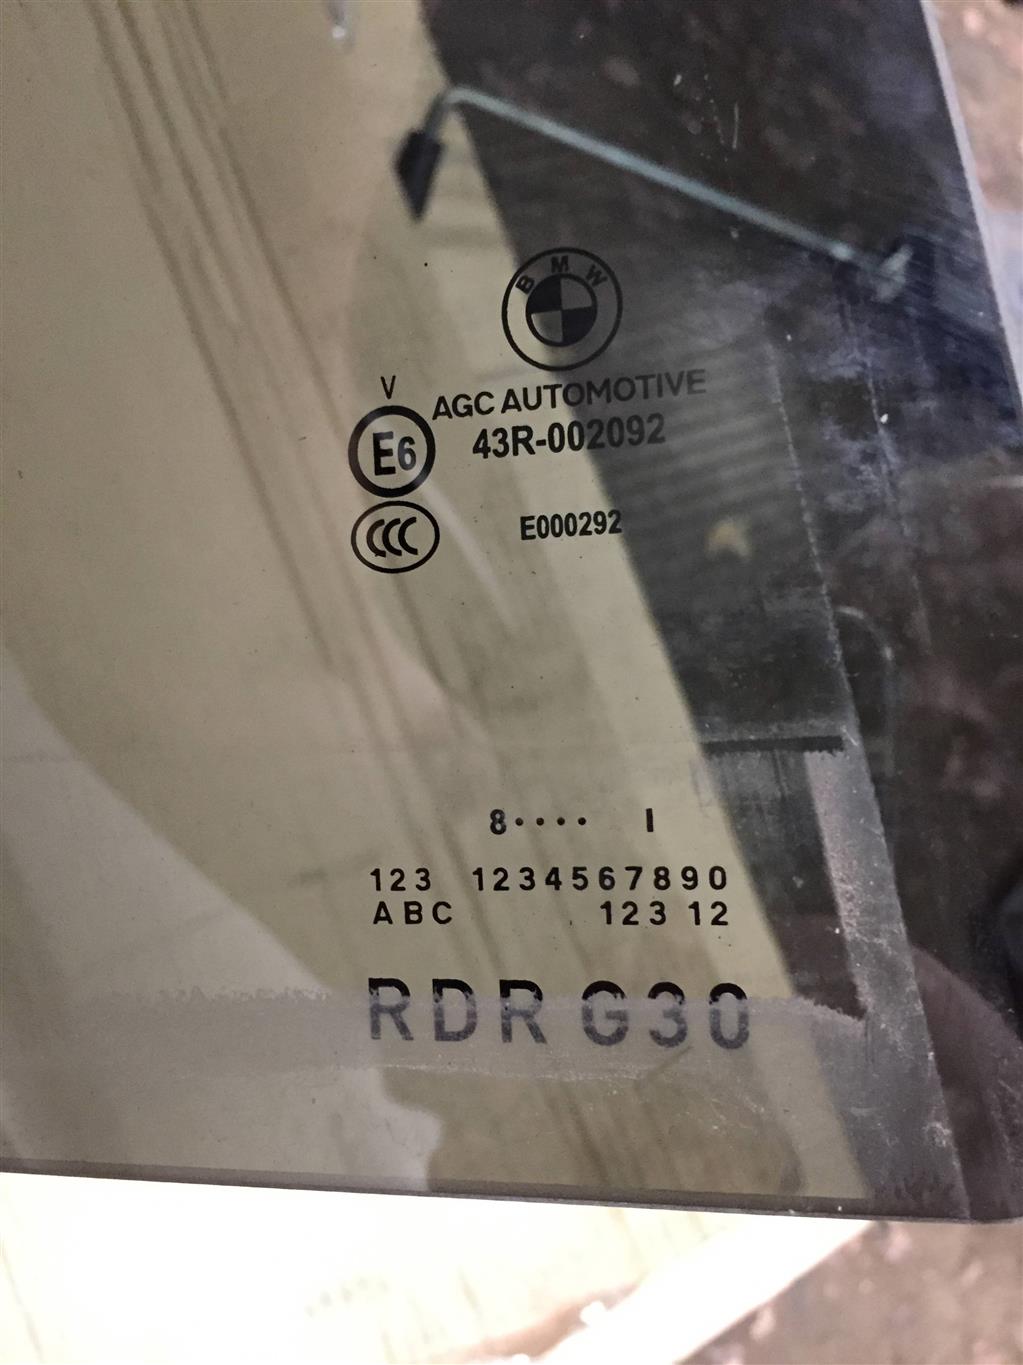 BMW
V
AGC AUTOMOTIVE
E6 43R-002092
CCC E000292
8···· I
123 1234567890
ABC 123 12
RDR G30